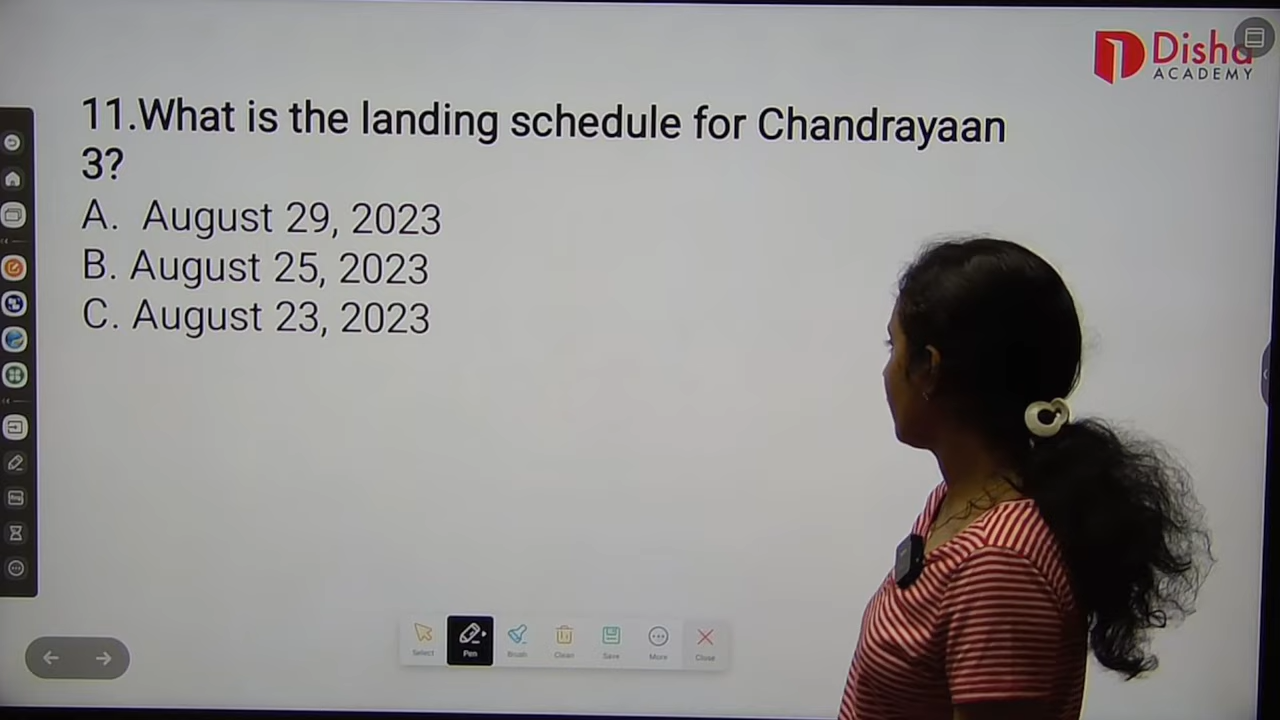 Disha
ACADEMY
11.What is the landing schedule for Chandrayaan
3?
A. August 29, 2023
B. August 25, 2023
C. August 23, 2023
Select
Pen
Brush
Clean
Save
More
Close